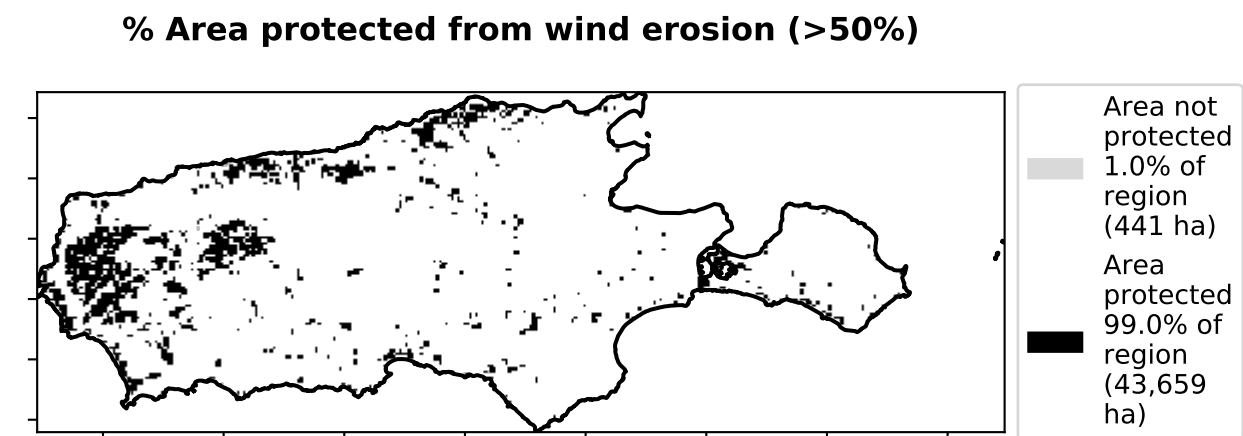 % Area protected from wind erosion (>50%)
Area not
protected
1.0% of
region
(441 ha)
Area
protected
99.0% of
region
(43,659
ha)